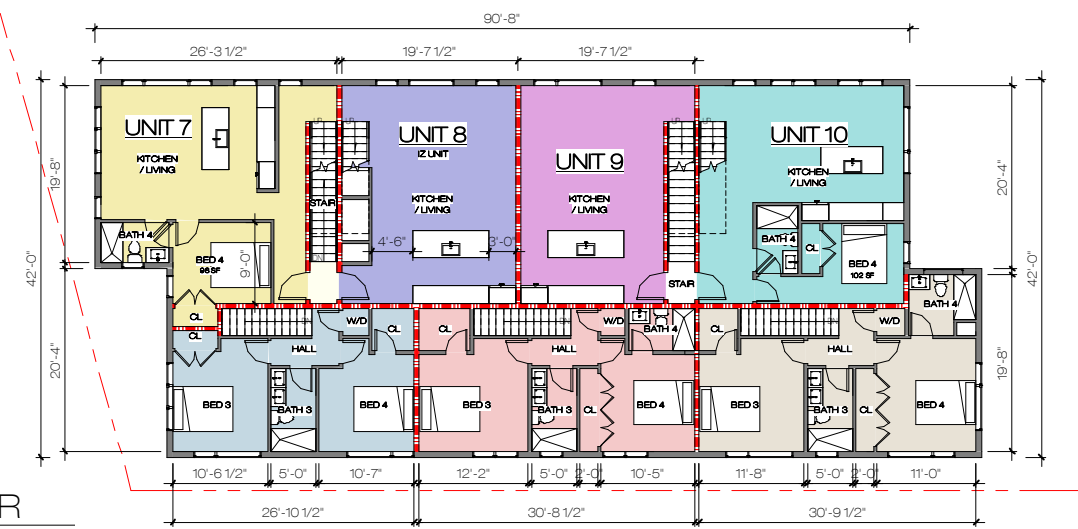 90'-8"
26'-3 1/2"
19'-7 1/2"
19'-7 1/2"
UNIT 7
KITCHEN
/ LIVING
UNIT 8
IZ UNIT
KITCHEN
/ LIVING
UNIT 9
KITCHEN
/ LIVING
UNIT 10
KITCHEN
/ LIVING
19'-8"
42'-0"
20'-4"
20'-4"
42'-0"
19'-8"
STAIR
BATH 4
BED 4
96 SF
9'-0"
4'-6"
3'-0"
STAIR
BATH 4
CL
BED 4
102 SF
BATH 4
CL
CL
W/D
CL
HALL
BED 3
BATH 3
BED 4
CL
W/D
BATH 4
HALL
BED 3
BATH 3
CL
BED 4
CL
W/D
HALL
BED 3
BATH 3
CL
BED 4
10'-6 1/2"
5'-0"
10'-7"
12'-2"
5'-0"
2'-0"
10'-5"
11'-8"
5'-0"
2'-0"
11'-0"
26'-10 1/2"
30'-8 1/2"
30'-9 1/2"
R